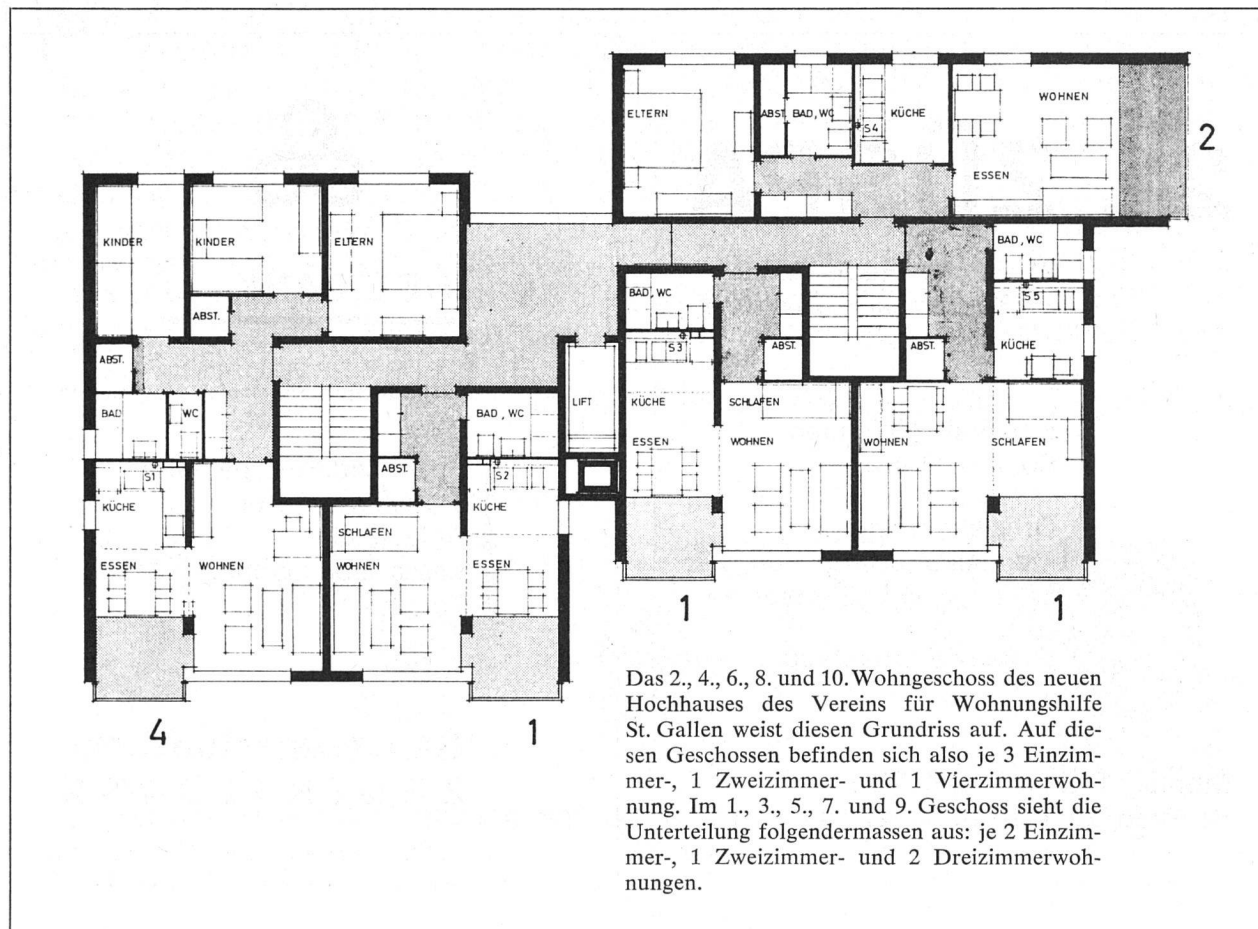 ELTERN
ABST.
BAD, WC
S4
KÜCHE
WOHNEN
ESSEN
2
KINDER
KINDER
ELTERN
ABST.
ABST.
BAD
WC
BAD, WC
ABST.
LIFT
BAD, WC
S3
ABST.
KÜCHE
SCHLAFEN
ESSEN
WOHNEN
BAD, WC
S5
KÜCHE
ABST.
WOHNEN
SCHLAFEN
S1
KÜCHE
ESSEN
WOHNEN
SCHLAFEN
WOHNEN
S2
KÜCHE
ESSEN
1
1
4
1
Das 2., 4., 6., 8. und 10. Wohngeschoss des neuen
Hochhauses des Vereins für Wohnungshilfe
St. Gallen weist diesen Grundriss auf. Auf die-
sen Geschossen befinden sich also je 3 Einzim-
mer-, 1 Zweizimmer- und 1 Vierzimmerwoh-
nung. Im 1., 3., 5., 7. und 9. Geschoss sieht die
Unterteilung folgendermassen aus: je 2 Einzim-
mer-, 1 Zweizimmer- und 2 Dreizimmerwoh-
nungen.